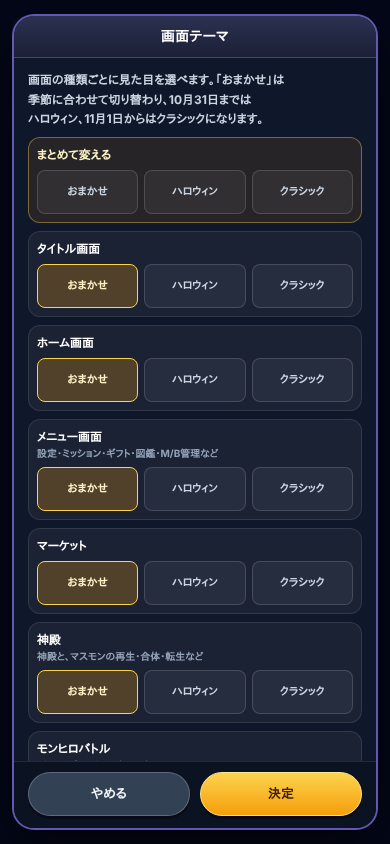 画面テーマ
画面の種類ごとに見た目を選べます。「おまかせ」は
季節に合わせて切り替わり、10月31日までは
ハロウィン、11月1日からはクラシックになります。
まとめて変える
おまかせ ハロウィン クラシック
タイトル画面
おまかせ ハロウィン クラシック
ホーム画面
おまかせ ハロウィン クラシック
メニュー画面
設定・ミッション・ギフト・図鑑・M/B管理など
おまかせ ハロウィン クラシック
マーケット
おまかせ ハロウィン クラシック
神殿
神殿と、マスモンの再生・合体・転生など
おまかせ ハロウィン クラシック
モンヒロバトル
やめる 決定